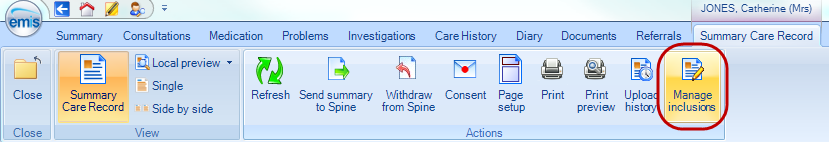 emis
JONES, Catherine (Mrs)
Summary Consultations Medication Problems Investigations Care History Diary Documents Referrals Summary Care Record
Close
Summary
Care Record
Local preview
Single
Side by side
Refresh
Send summary
to Spine
Withdraw
from Spine
Consent
Page
setup
Print
Print
preview
Upload
history
Manage
inclusions
Close View Actions